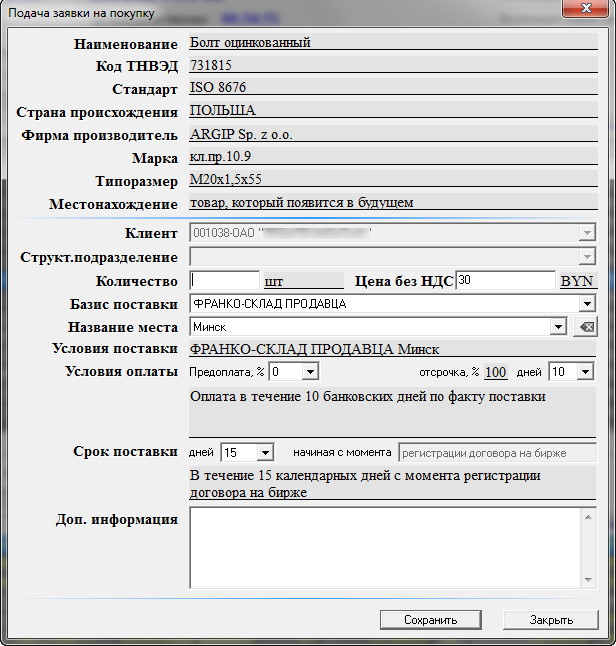 Подача заявки на покупку
Наименование Болт оцинкованный
Код ТНВЭД 731815
Стандарт ISO 8676
Страна происхождения ПОЛЬША
Фирма производитель ARGIP Sp. z o.o.
Марка кл.пр.10.9
Типоразмер М20х1,5х55
Местонахождение товар, который появится в будущем
Клиент 001038-ОАО "
Структ.подразделение
Количество шт Цена без НДС 30 BYN
Базис поставки ФРАНКО-СКЛАД ПРОДАВЦА
Название места Минск
Условия поставки ФРАНКО-СКЛАД ПРОДАВЦА Минск
Условия оплаты Предоплата, % 0 отсрочка, % 100 дней 10
Оплата в течение 10 банковских дней по факту поставки
Срок поставки дней 15 начиная с момента регистрации договора на бирже
В течение 15 календарных дней с момента регистрации
договора на бирже
Доп. информация
Сохранить Закрыть